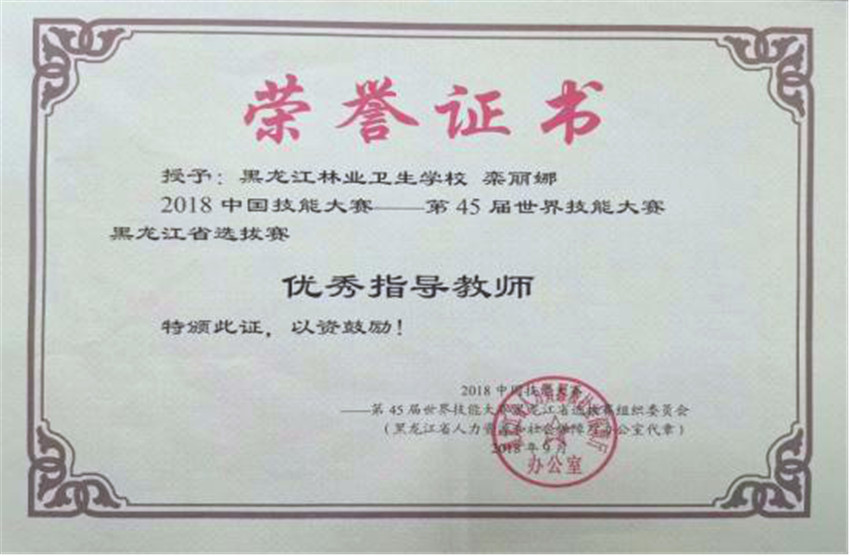 荣誉证书
授予：黑龙江林业卫生学校 栾丽娜
2018 中国技能大赛——第 45 届世界技能大赛
黑龙江省选拔赛
优秀指导教师
特颁此证，以资鼓励！
2018 中国技能大赛
——第 45 届世界技能大赛黑龙江省选拔赛组织委员会
（黑龙江省人力资源和社会保障厅办公室代章）
2018 年 9 月
办公室